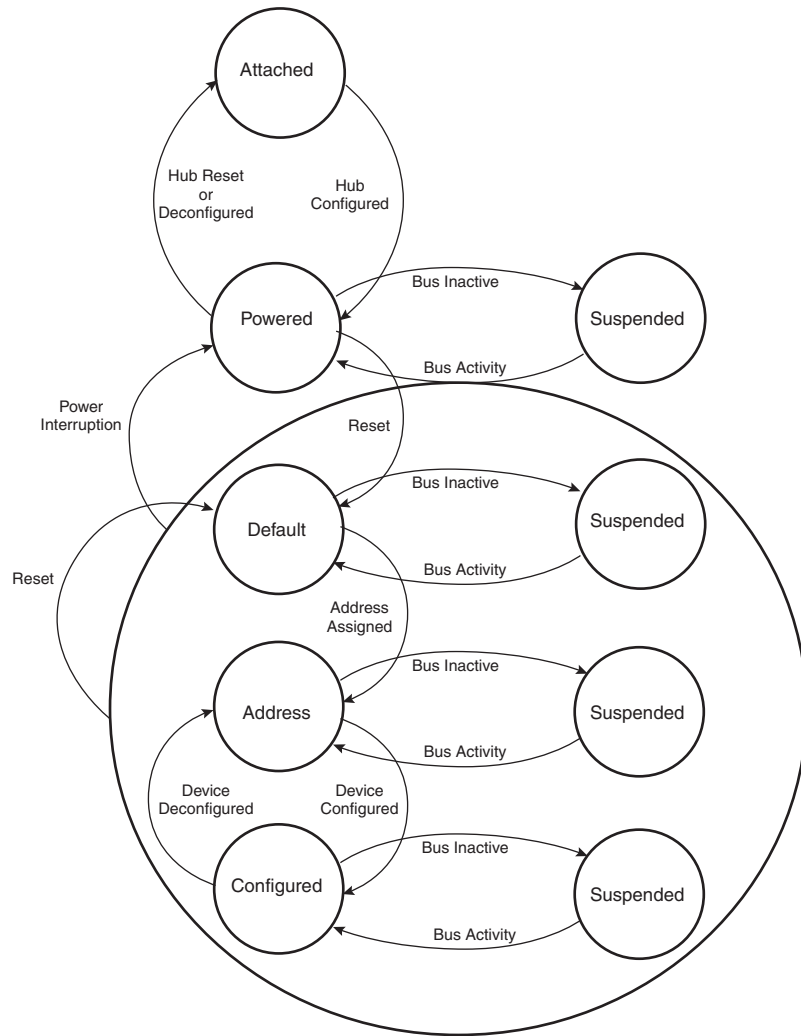 Attached
Hub Reset
or
Deconfigured
Hub
Configured
Powered
Bus Inactive
Suspended
Bus Activity
Power
Interruption
Reset
Default
Bus Inactive
Suspended
Bus Activity
Reset
Address
Assigned
Address
Bus Inactive
Suspended
Bus Activity
Device
Deconfigured
Device
Configured
Configured
Bus Inactive
Suspended
Bus Activity